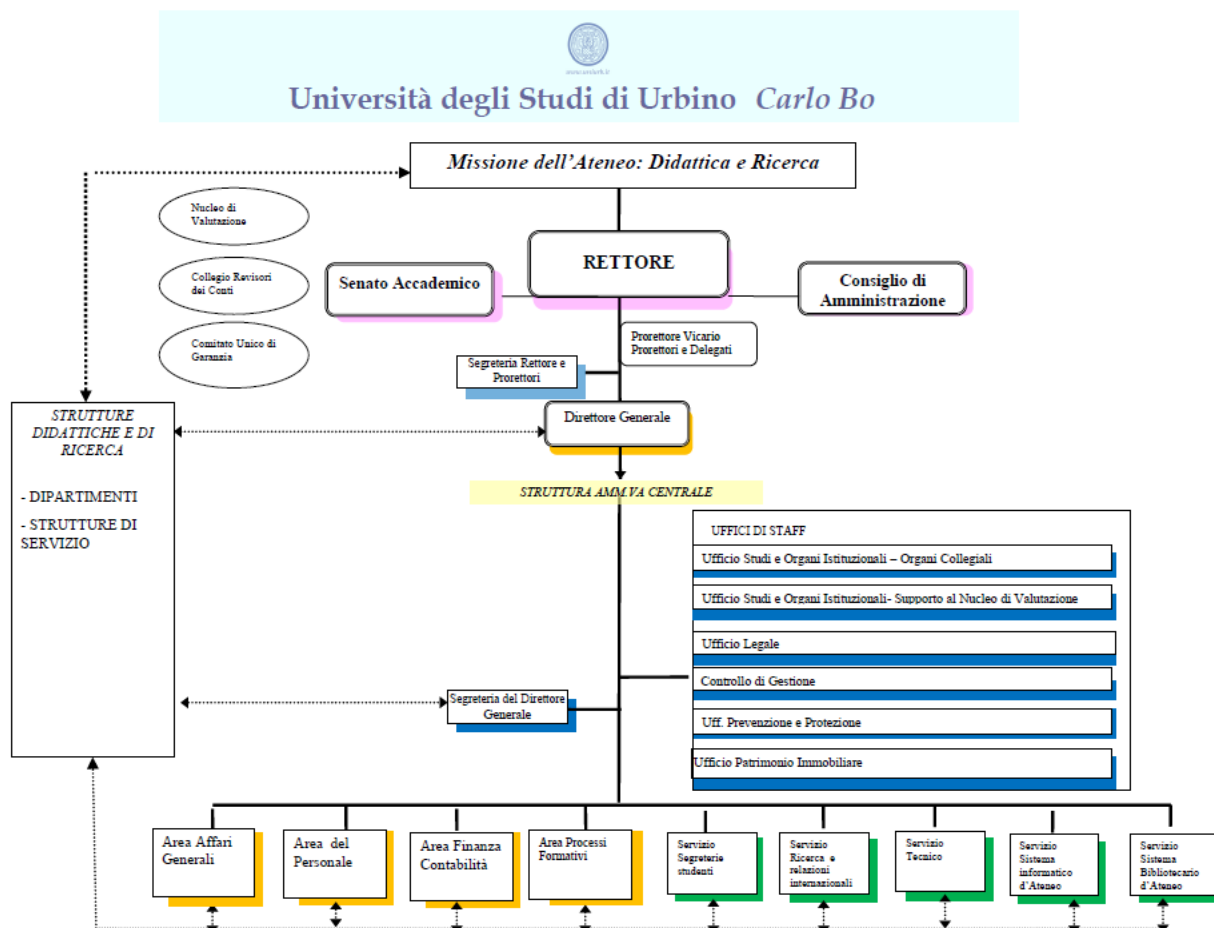 www.uniurb.it
Università degli Studi di Urbino Carlo Bo
Missione dell'Ateneo: Didattica e Ricerca
Nucleo di
Valutazione
RETTORE
Senato Accademico
Consiglio di
Amministrazione
Collegio Revisori
dei Conti
Comitato Unico di
Garanzia
Prorettore Vicario
Prorettori e Delegati
Segreteria Rettore e
Prorettori
Direttore Generale
STRUTTURE
DIDATTICHE E DI
RICERCA
- DIPARTIMENTI
- STRUTTURE DI
SERVIZIO
STRUTTURA AMM.VA CENTRALE
UFFICI DI STAFF
Ufficio Studi e Organi Istituzionali – Organi Collegiali
Ufficio Studi e Organi Istituzionali- Supporto al Nucleo di Valutazione
Ufficio Legale
Controllo di Gestione
Uff. Prevenzione e Protezione
Ufficio Patrimonio Immobiliare
Segreteria del Direttore
Generale
Area Affari
Generali
Area del
Personale
Area Finanza
Contabilità
Area Processi
Formativi
Servizio
Segreterie
studenti
Servizio
Ricerca e
relazioni
internazionali
Servizio
Tecnico
Servizio
Sistema
informatico
d'Ateneo
Servizio
Sistema
Bibliotecario
d'Ateneo